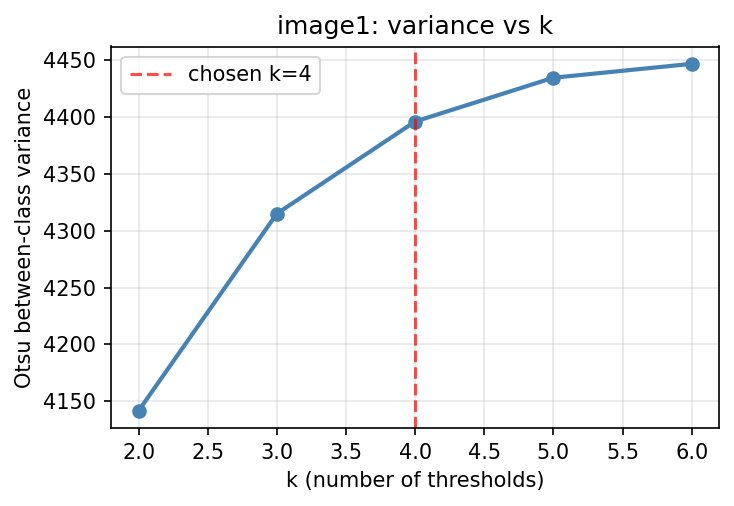 image1: variance vs k
chosen k=4
Otsu between-class variance
4450
4400
4350
4300
4250
4200
4150
2.0 2.5 3.0 3.5 4.0 4.5 5.0 5.5 6.0
k (number of thresholds)